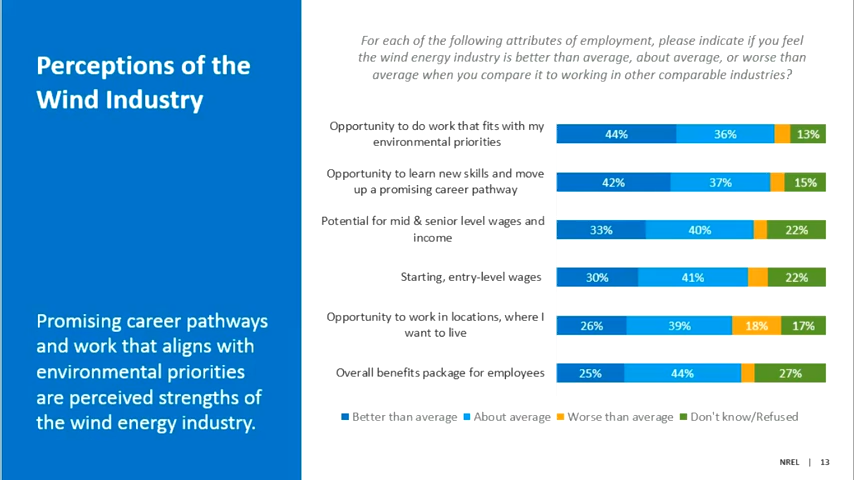 Perceptions of the
Wind Industry
For each of the following attributes of employment, please indicate if you feel
the wind energy industry is better than average, about average, or worse than
average when you compare it to working in other comparable industries?
Opportunity to do work that fits with my
environmental priorities
44% 36% 13%
Opportunity to learn new skills and move
up a promising career pathway
42% 37% 15%
Potential for mid & senior level wages and
income
33% 40% 22%
Starting, entry-level wages
30% 41% 22%
Opportunity to work in locations, where I
want to live
26% 39% 18% 17%
Overall benefits package for employees
25% 44% 27%
Better than average About average Worse than average Don't know/Refused
Promising career pathways
and work that aligns with
environmental priorities
are perceived strengths of
the wind energy industry.
NREL | 13